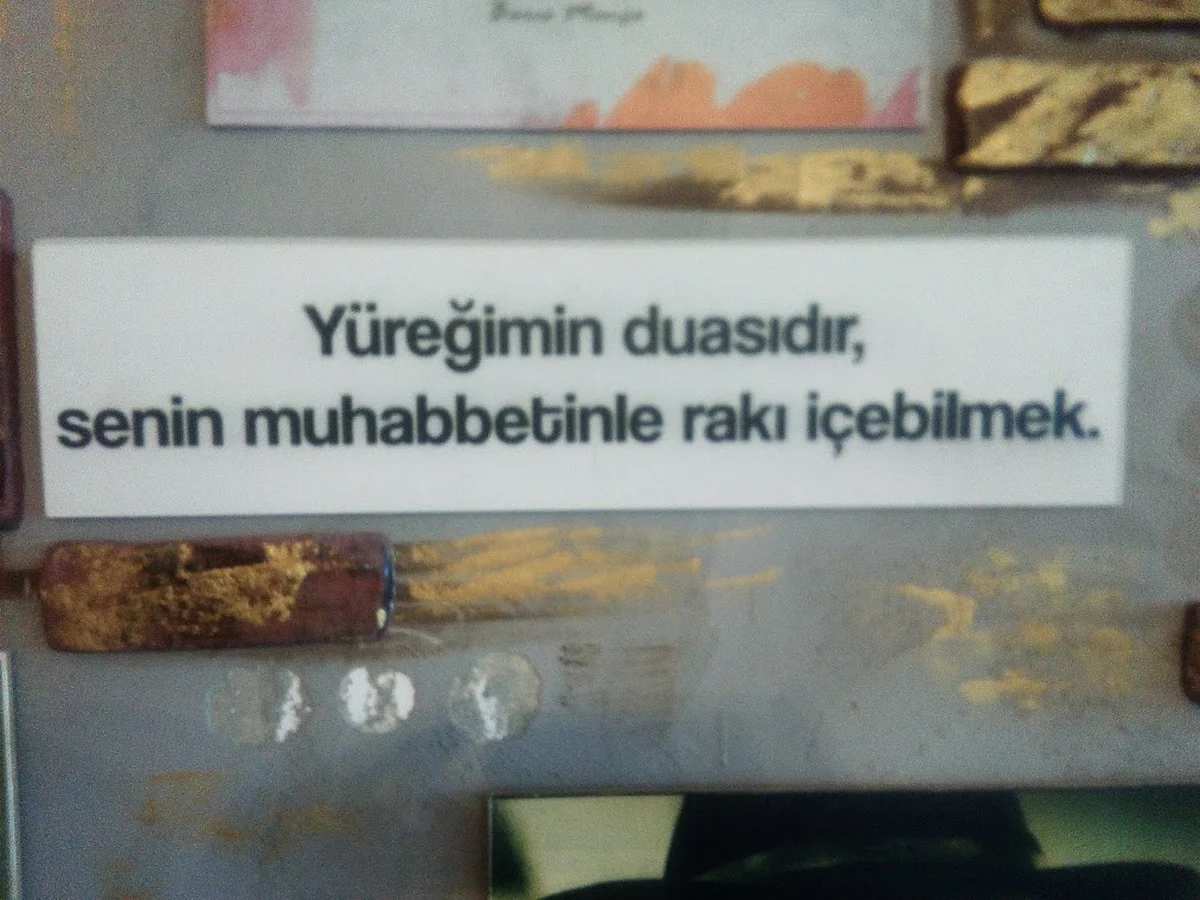 Yüreğimin duasıdır,
senin muhabbetinle rakı içebilmek.